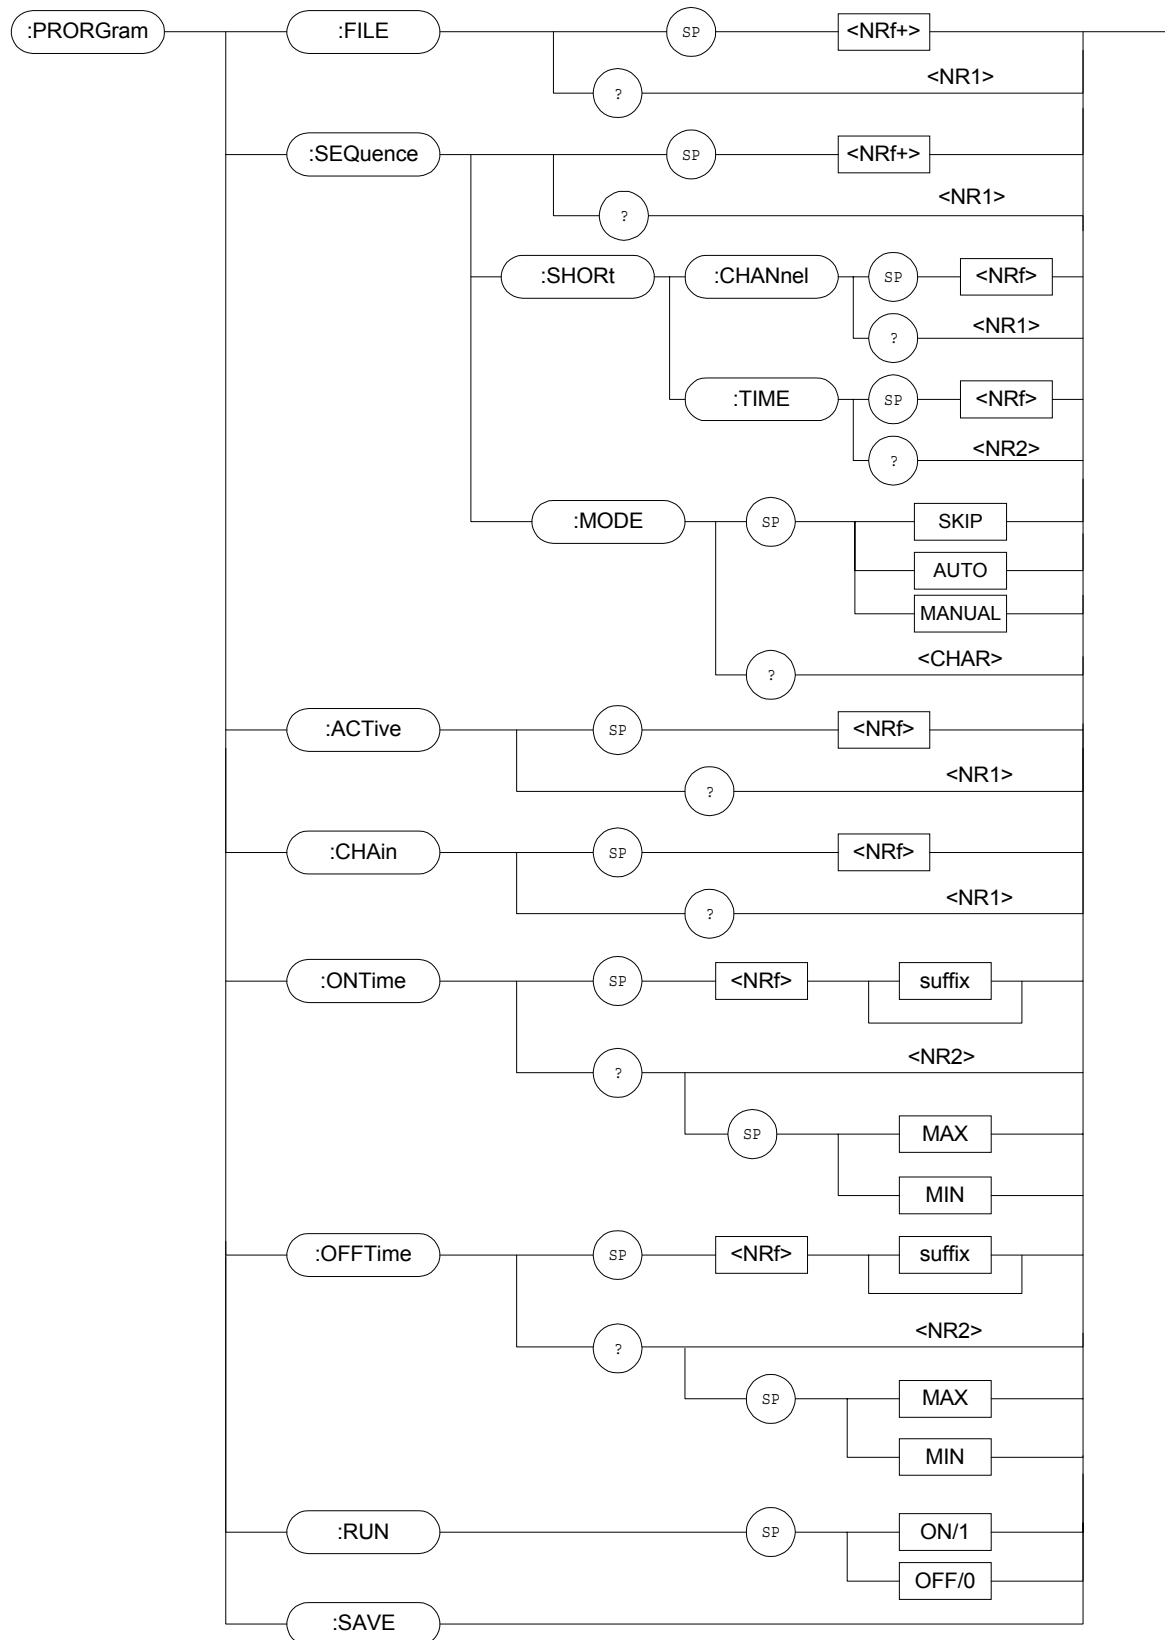 :PRORGram :FILE SP <NRf+>
? <NR1>
:SEQuence SP <NRf+>
? <NR1>
:SHORt :CHANnel SP <NRf>
? <NR1>
:TIME SP <NRf>
? <NR2>
:MODE SP SKIP
AUTO
MANUAL
? <CHAR>
:ACTive SP <NRf>
? <NR1>
:CHAin SP <NRf>
? <NR1>
:ONTime SP <NRf> suffix
? <NR2>
SP MAX
MIN
:OFFTime SP <NRf> suffix
? <NR2>
SP MAX
MIN
:RUN SP ON/1
OFF/0
:SAVE